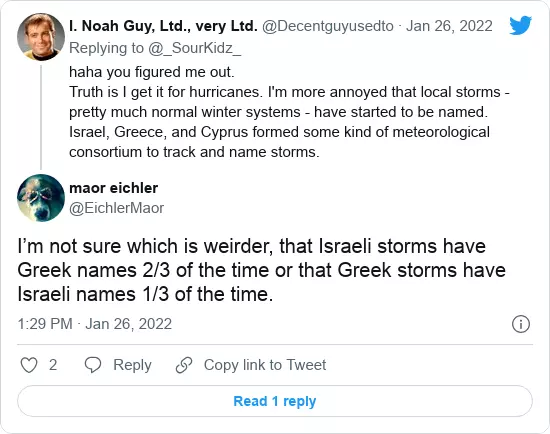 I. Noah Guy, Ltd., very Ltd. @Decentguyusedto · Jan 26, 2022
Replying to @_SourKidz_
haha you figured me out.
Truth is I get it for hurricanes. I'm more annoyed that local storms -
pretty much normal winter systems - have started to be named.
Israel, Greece, and Cyprus formed some kind of meteorological
consortium to track and name storms.
maor eichler
@EichlerMaor
I’m not sure which is weirder, that Israeli storms have
Greek names 2/3 of the time or that Greek storms have
Israeli names 1/3 of the time.
1:29 PM · Jan 26, 2022
2 Reply Copy link to Tweet
Read 1 reply